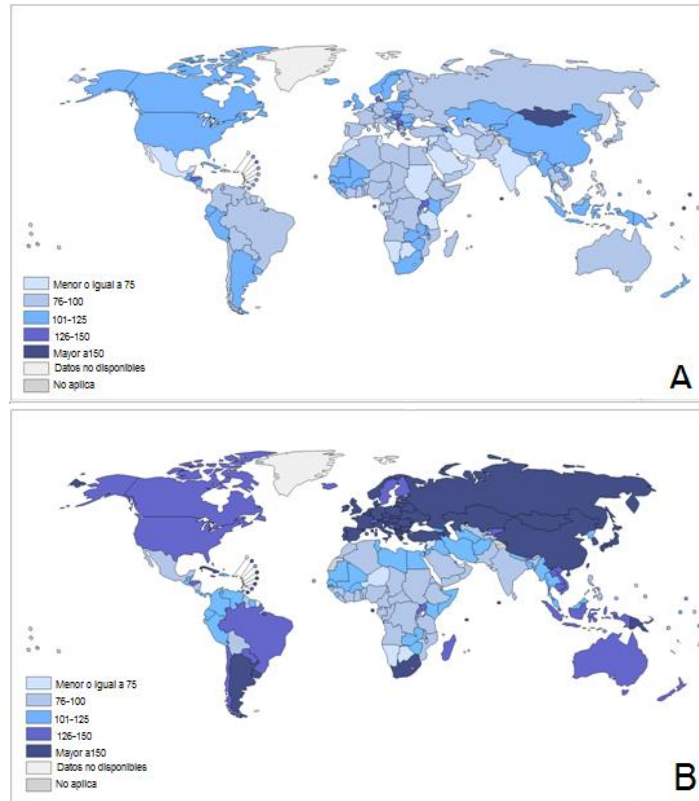 Menor o igual a 75
76-100
101-125
126-150
Mayor a150
Datos no disponibles
No aplica
A
Menor o igual a 75
76-100
101-125
126-150
Mayor a150
Datos no disponibles
No aplica
B